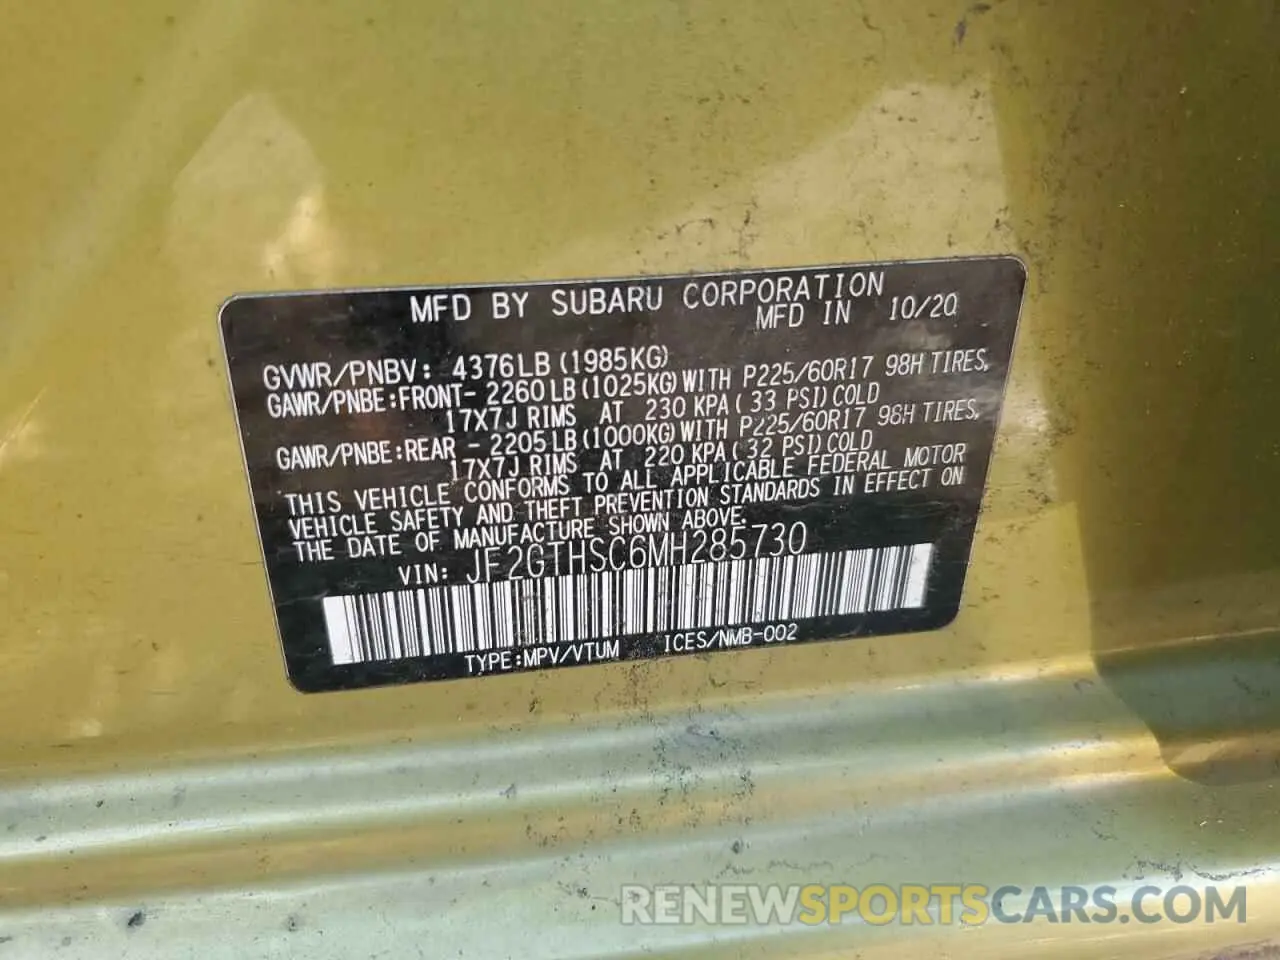 MFD BY SUBARU CORPORATION
MFD IN 10/20
GVWR/PNBV: 4376LB (1985KG)
GAWR/PNBE:FRONT- 2260LB (1025KG) WITH P225/60R17 98H TIRES,
17X7J RIMS AT 230 KPA (33 PSI) COLD
GAWR/PNBE:REAR - 2205LB (1000KG) WITH P225/60R17 98H TIRES,
17X7J RIMS AT 220 KPA (32 PSI) COLD
THIS VEHICLE CONFORMS TO ALL APPLICABLE FEDERAL MOTOR
VEHICLE SAFETY AND THEFT PREVENTION STANDARDS IN EFFECT ON
THE DATE OF MANUFACTURE SHOWN ABOVE.
VIN: JF2GTHSC6MH285730
TYPE:MPV/VTUM ICES/NMB-002
RENEWSPORTSCARS.COM